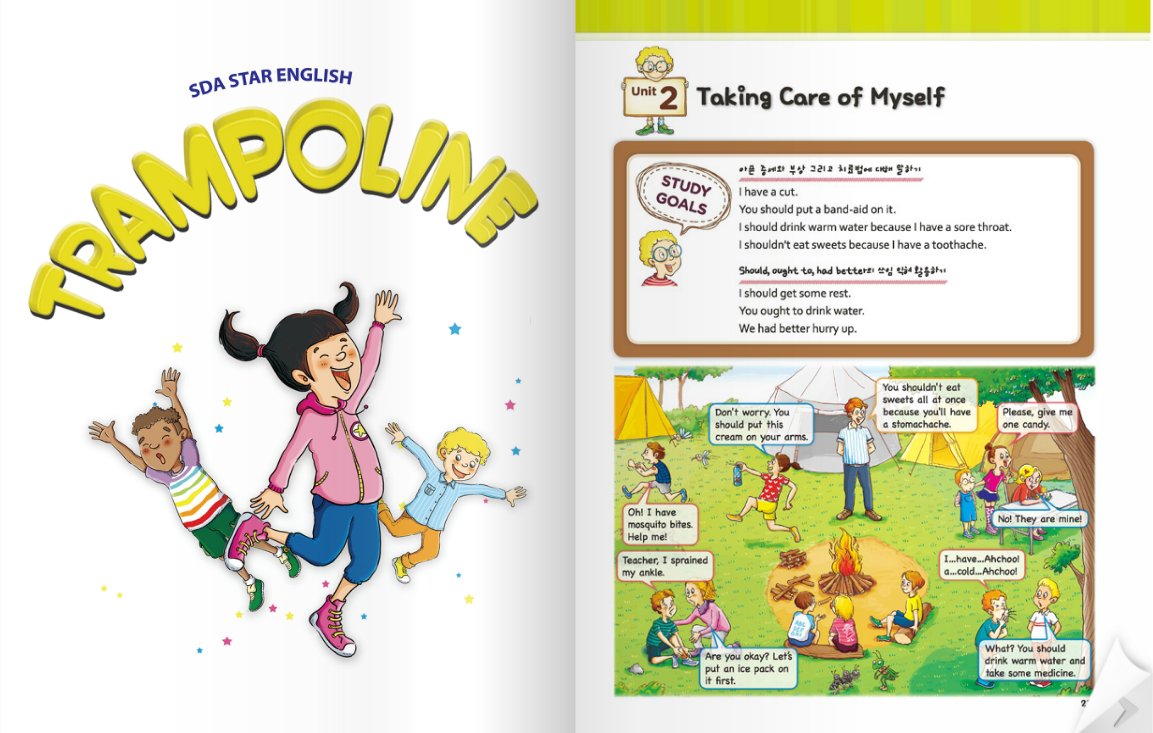 SDA STAR ENGLISH
TRAMPOLINE
Unit 2
Taking Care of Myself
STUDY
GOALS
아픈 증세와 부상 그리고 치료법에 대해 말하기
I have a cut.
You should put a band-aid on it.
I should drink warm water because I have a sore throat.
I shouldn't eat sweets because I have a toothache.
Should, ought to, had better의 쓰임 익혀 활용하기
I should get some rest.
You ought to drink water.
We had better hurry up.
You shouldn't eat
sweets all at once
because you'll have
a stomachache.
Don't worry. You
should put this
cream on your arms.
Please, give me
one candy.
Oh! I have
mosquito bites.
Help me!
No! They are mine!
Teacher, I sprained
my ankle.
I...have...Ahchoo!
a...cold...Ahchoo!
ABC
DEF
Are you okay? Let's
put an ice pack on
it first.
What? You should
drink warm water and
take some medicine.